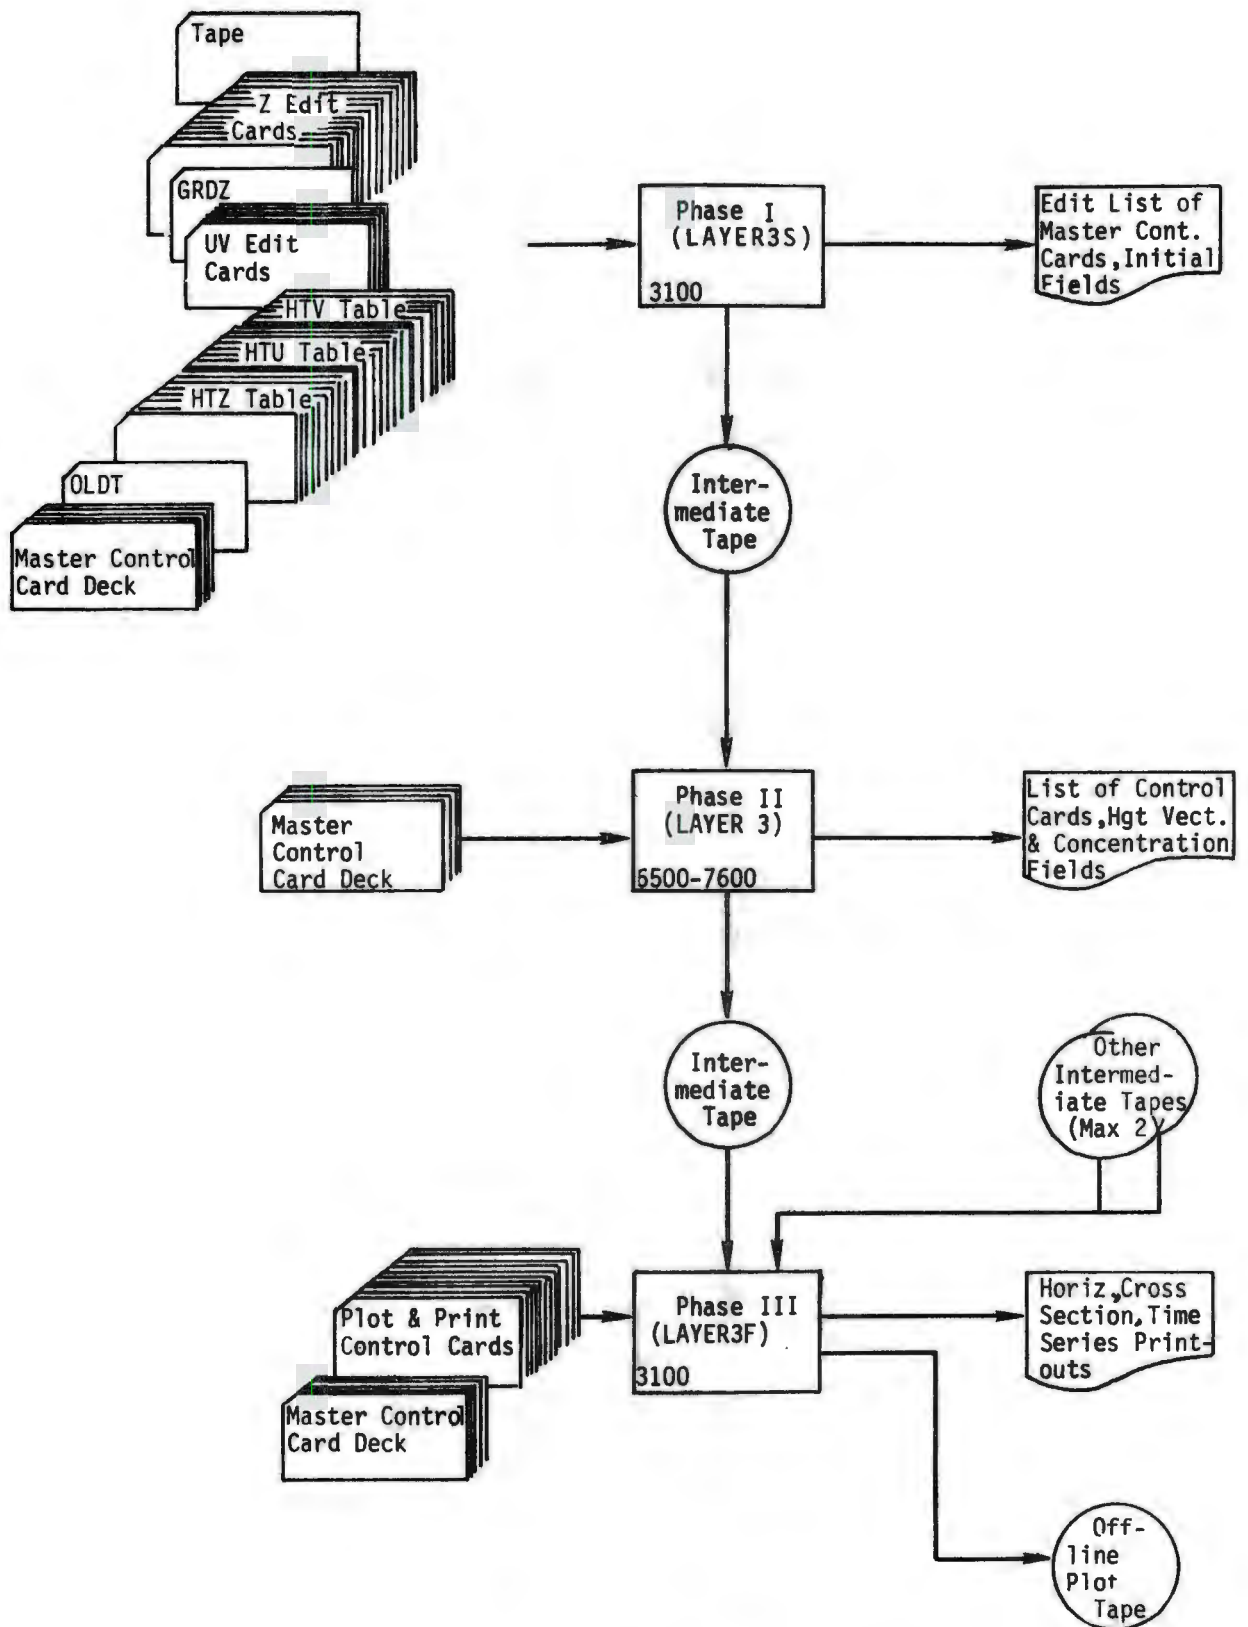 Tape
Z Edit
Cards
GRDZ
UV Edit
Cards
HTV Table
HTU Table
HTZ Table
OLDT
Master Control
Card Deck
Phase I
(LAYER3S)
3100
Edit List of
Master Cont.
Cards,Initial
Fields
Inter-
mediate
Tape
Master
Control
Card Deck
Phase II
(LAYER 3)
6500-7600
List of Control
Cards,Hgt Vect.
& Concentration
Fields
Inter-
mediate
Tape
Other
Intermed-
iate Tapes
(Max 2)
Plot & Print
Control Cards
Master Control
Card Deck
Phase III
(LAYER3F)
3100
Horiz,Cross
Section,Time
Series Print-
outs
Off-
line
Plot
Tape